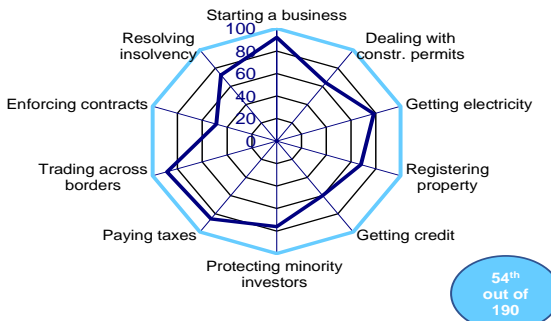 Starting a business
Dealing with
constr. permits
Getting electricity
Registering
property
Getting credit
Protecting minority
investors
Paying taxes
Trading across
borders
Enforcing contracts
Resolving
insolvency
100
80
60
40
20
0
54th
out of
190